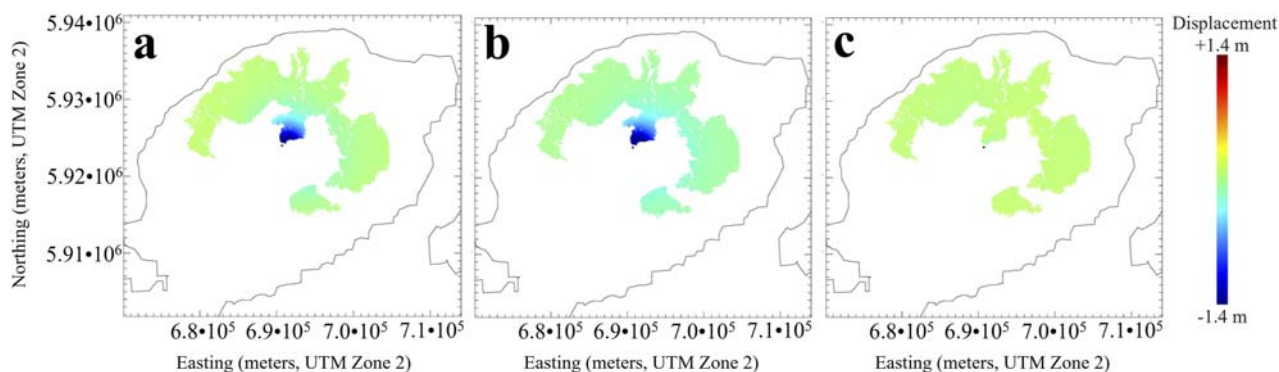 a
b
c
Displacement
+1.4 m
-1.4 m
5.94•10⁶
5.93•10⁶
5.92•10⁶
5.91•10⁶
Northing (meters, UTM Zone 2)
6.8•10⁵ 6.9•10⁵ 7.0•10⁵ 7.1•10⁵
6.8•10⁵ 6.9•10⁵ 7.0•10⁵ 7.1•10⁵
6.8•10⁵ 6.9•10⁵ 7.0•10⁵ 7.1•10⁵
Easting (meters, UTM Zone 2)
Easting (meters, UTM Zone 2)
Easting (meters, UTM Zone 2)